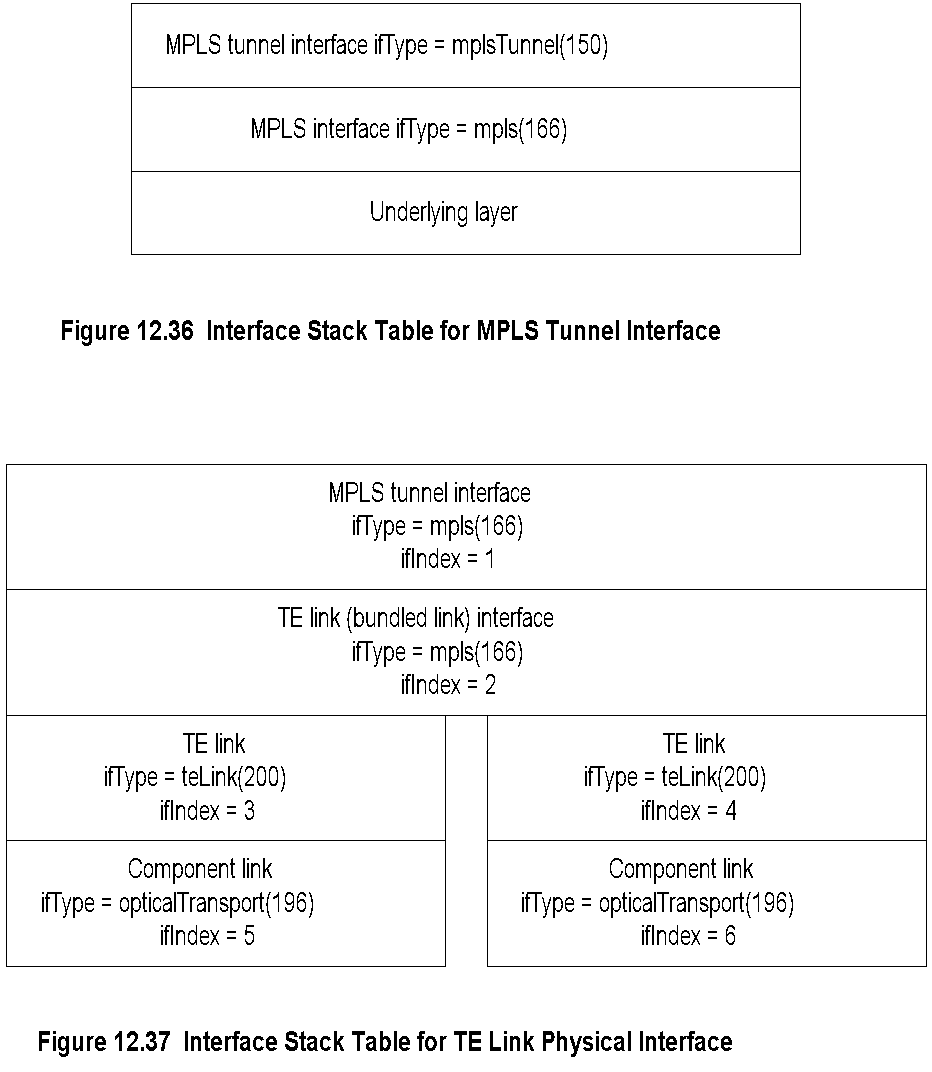 MPLS tunnel interface ifType = mplsTunnel(150)
MPLS interface ifType = mpls(166)
Underlying layer
Figure 12.36 Interface Stack Table for MPLS Tunnel Interface
MPLS tunnel interface
ifType = mpls(166)
ifIndex = 1
TE link (bundled link) interface
ifType = mpls(166)
ifIndex = 2
TE link
ifType = teLink(200)
ifIndex = 3
TE link
ifType = teLink(200)
ifIndex = 4
Component link
ifType = opticalTransport(196)
ifIndex = 5
Component link
ifType = opticalTransport(196)
ifIndex = 6
Figure 12.37 Interface Stack Table for TE Link Physical Interface